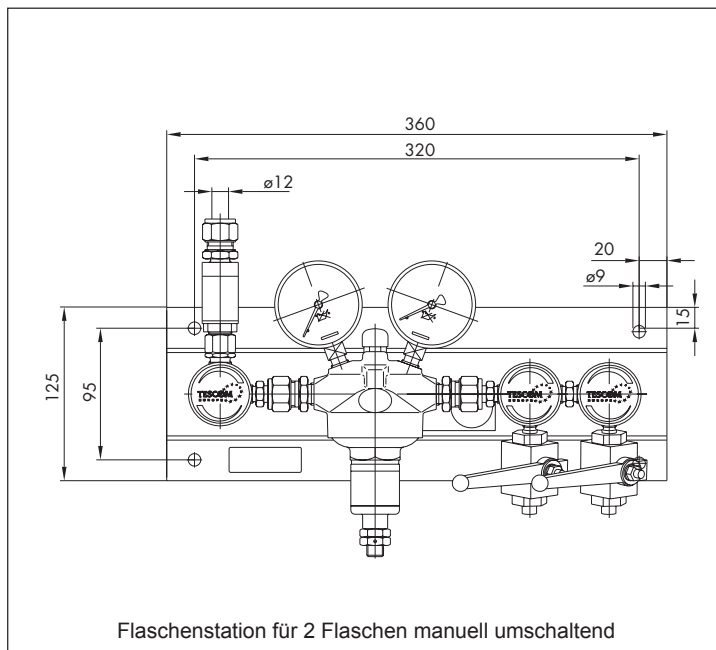 360
320
ø12
20
ø9
15
125
95
TESCOM
TESCOM
TESCOM
Flaschenstation für 2 Flaschen manuell umschaltend